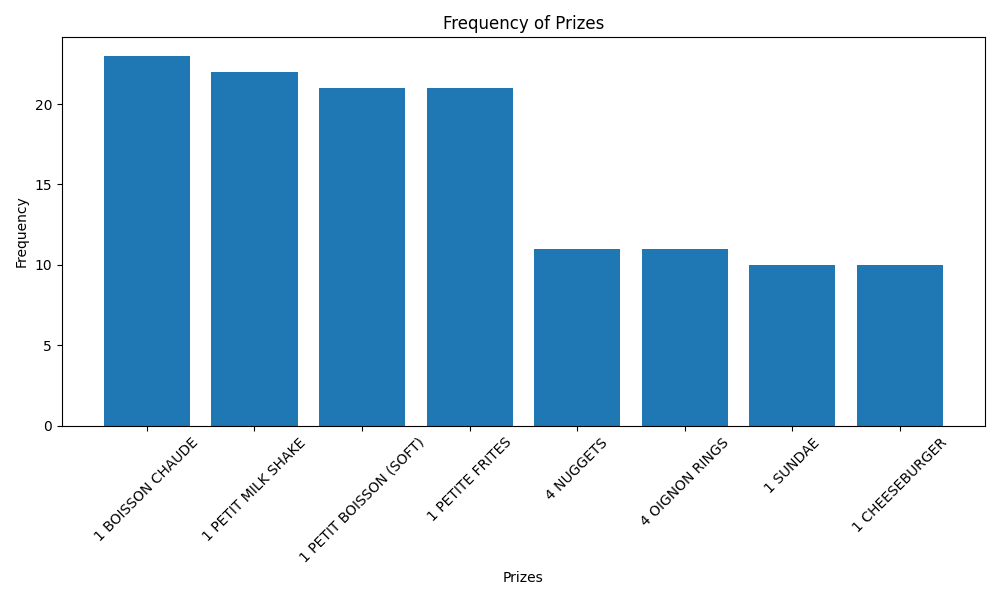 Frequency of Prizes
Frequency
20
15
10
5
0
1 BOISSON CHAUDE
1 PETIT MILK SHAKE
1 PETIT BOISSON (SOFT)
1 PETITE FRITES
4 NUGGETS
4 OIGNON RINGS
1 SUNDAE
1 CHEESEBURGER
Prizes